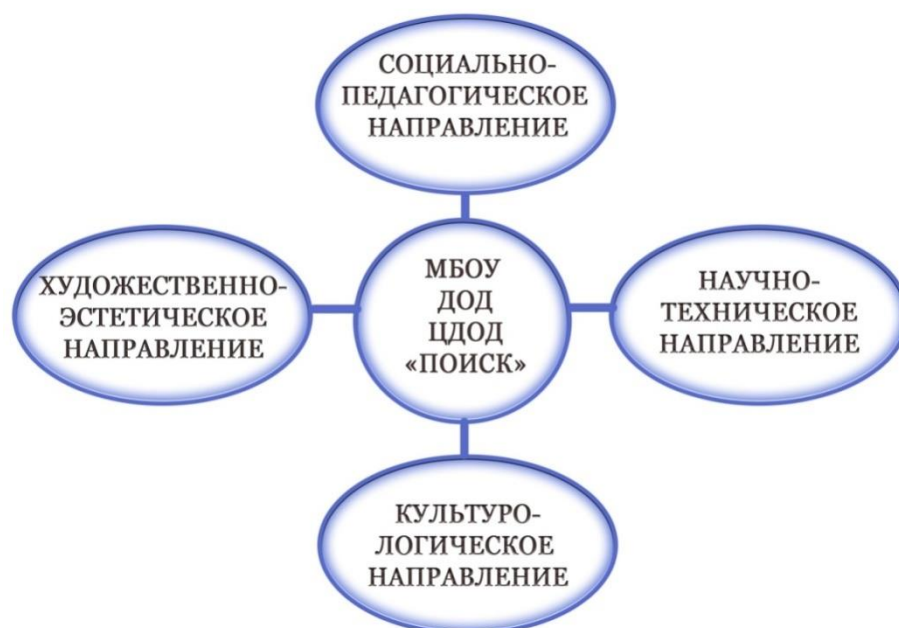 СОЦИАЛЬНО-
ПЕДАГОГИЧЕСКОЕ
НАПРАВЛЕНИЕ
ХУДОЖЕСТВЕННО-
ЭСТЕТИЧЕСКОЕ
НАПРАВЛЕНИЕ
МБОУ
ДОД
ЦДОД
«ПОИСК»
НАУЧНО-
ТЕХНИЧЕСКОЕ
НАПРАВЛЕНИЕ
КУЛЬТУРО-
ЛОГИЧЕСКОЕ
НАПРАВЛЕНИЕ